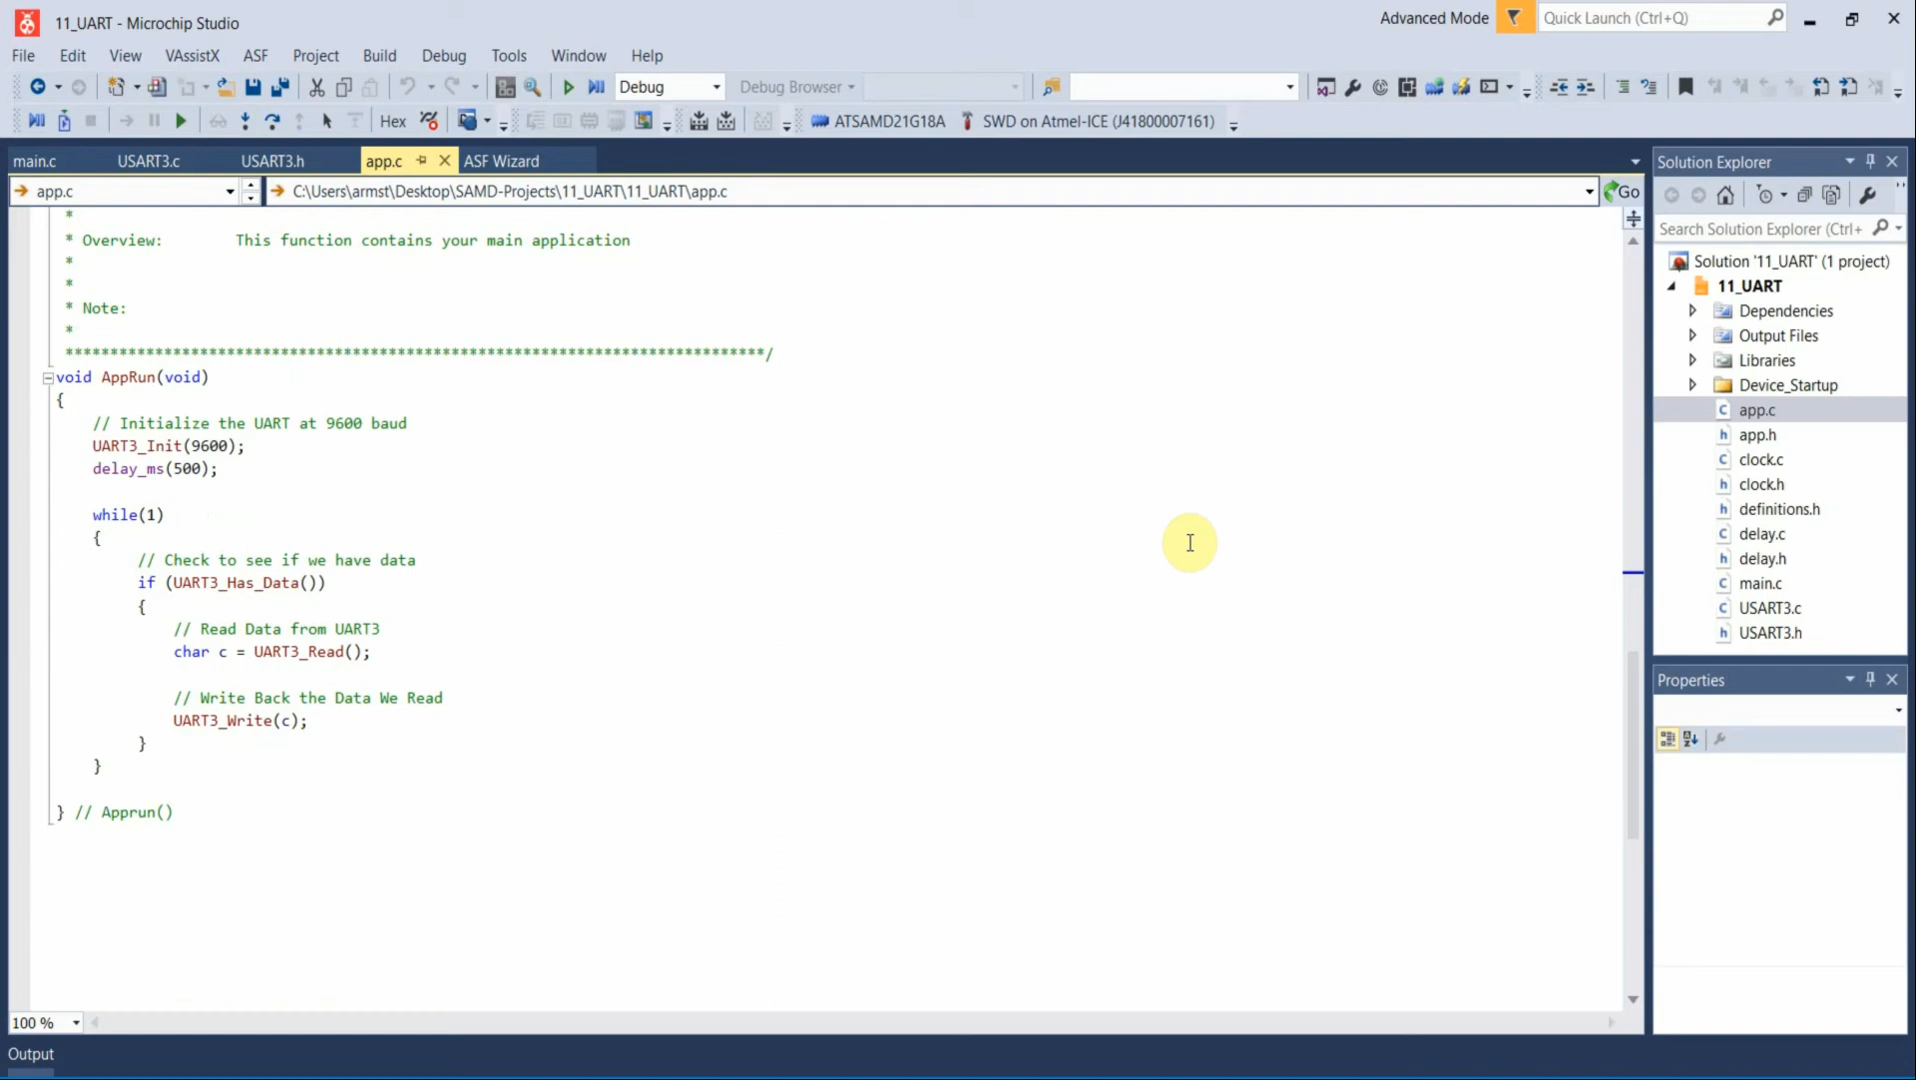 11_UART - Microchip Studio
Advanced Mode
Quick Launch (Ctrl+Q)
File Edit View VAssistX ASF Project Build Debug Tools Window Help
Debug Debug Browser
Hex ATSAMD21G18A SWD on Atmel-ICE (J41800007161)
main.c USART3.c USART3.h app.c ASF Wizard
app.c C:\Users\armst\Desktop\SAMD-Projects\11_UART\11_UART\app.c Go
*
* Overview: This function contains your main application
*
*
* Note:
*
******************************************************************************/
void AppRun(void)
{
// Initialize the UART at 9600 baud
UART3_Init(9600);
delay_ms(500);
while(1)
{
// Check to see if we have data
if (UART3_Has_Data())
{
// Read Data from UART3
char c = UART3_Read();
// Write Back the Data We Read
UART3_Write(c);
}
}
} // Apprun()
100 %
Output
Solution Explorer
Search Solution Explorer (Ctrl+
Solution '11_UART' (1 project)
11_UART
Dependencies
Output Files
Libraries
Device_Startup
app.c
app.h
clock.c
clock.h
definitions.h
delay.c
delay.h
main.c
USART3.c
USART3.h
Properties